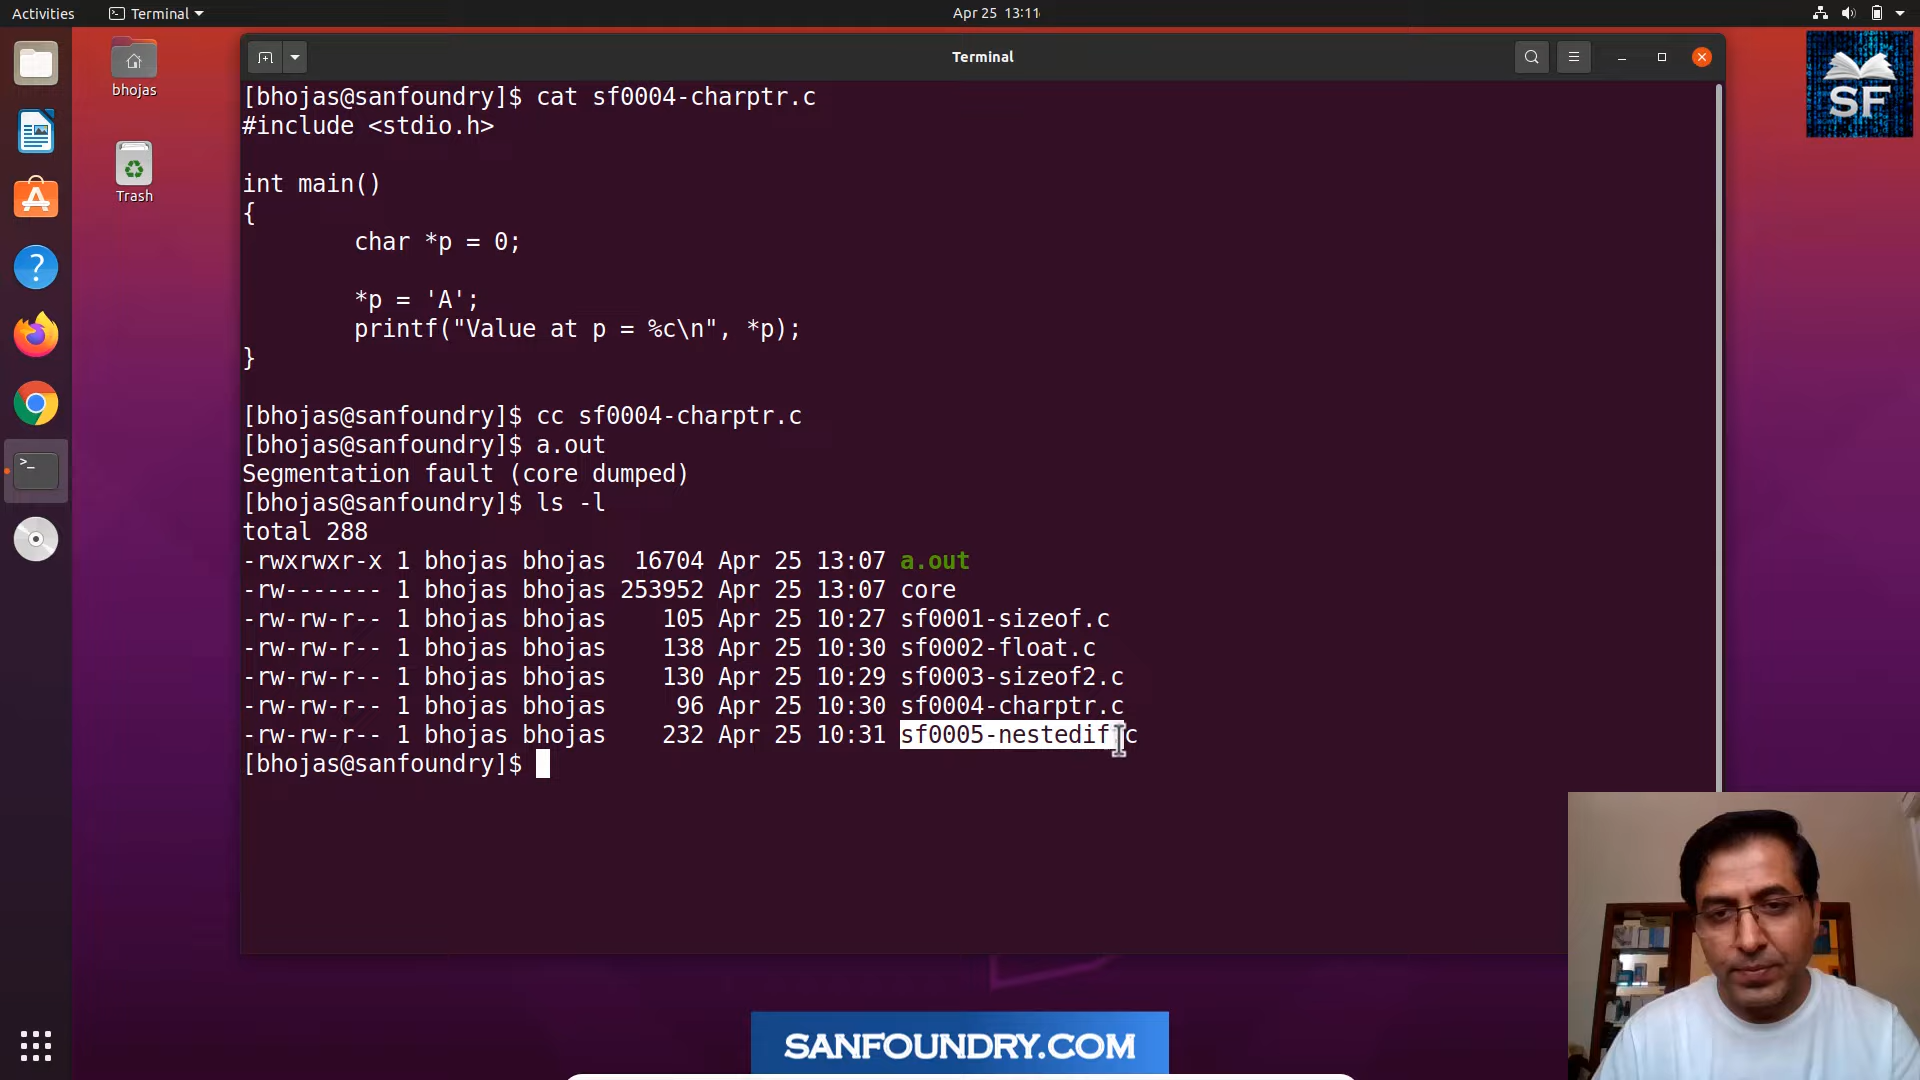 Activities
Terminal
Apr 25 13:11
bhojas
Trash
Terminal
SF
[bhojas@sanfoundry]$ cat sf0004-charptr.c
#include <stdio.h>
int main()
{
char *p = 0;
*p = 'A';
printf("Value at p = %c\n", *p);
}
[bhojas@sanfoundry]$ cc sf0004-charptr.c
[bhojas@sanfoundry]$ a.out
Segmentation fault (core dumped)
[bhojas@sanfoundry]$ ls -l
total 288
-rwxrwxr-x 1 bhojas bhojas 16704 Apr 25 13:07 a.out
-rw------- 1 bhojas bhojas 253952 Apr 25 13:07 core
-rw-rw-r-- 1 bhojas bhojas 105 Apr 25 10:27 sf0001-sizeof.c
-rw-rw-r-- 1 bhojas bhojas 138 Apr 25 10:30 sf0002-float.c
-rw-rw-r-- 1 bhojas bhojas 130 Apr 25 10:29 sf0003-sizeof2.c
-rw-rw-r-- 1 bhojas bhojas 96 Apr 25 10:30 sf0004-charptr.c
-rw-rw-r-- 1 bhojas bhojas 232 Apr 25 10:31 sf0005-nestedif.c
[bhojas@sanfoundry]$
SANFOUNDRY.COM